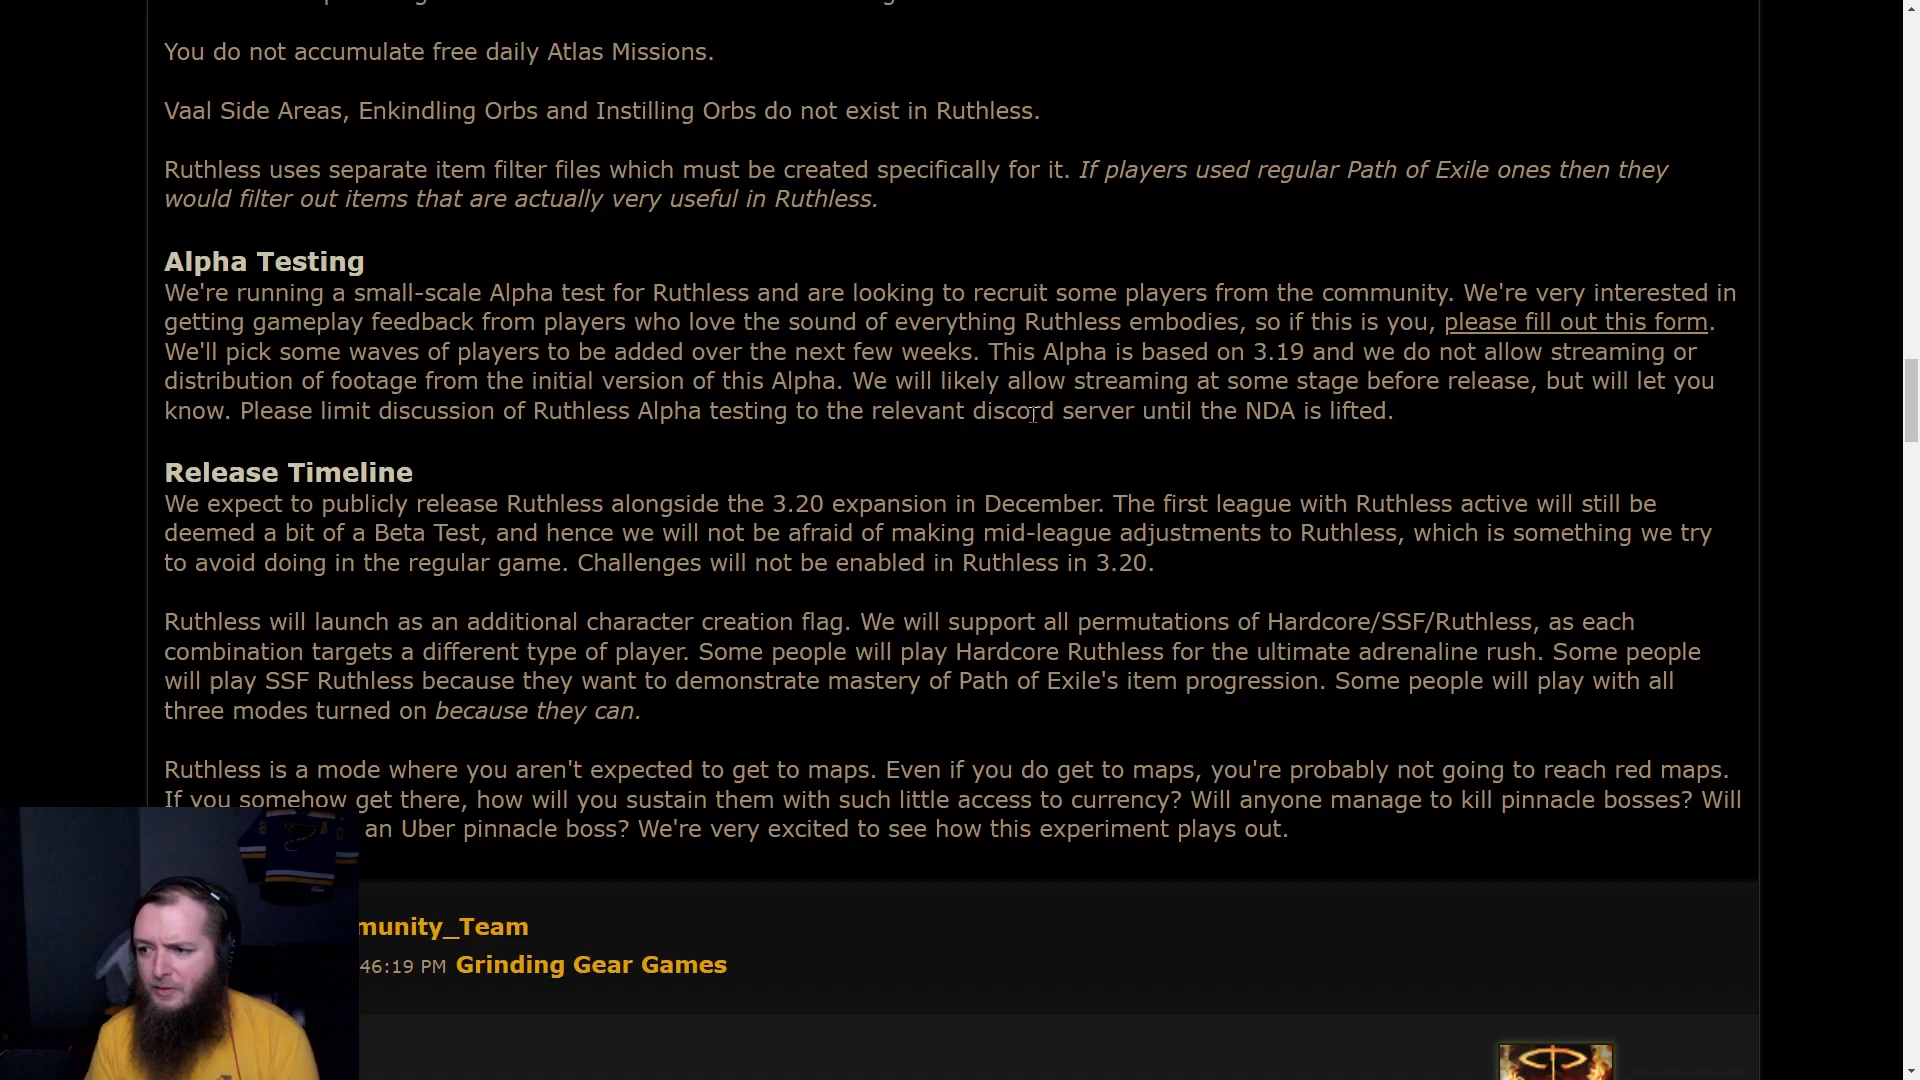 You do not accumulate free daily Atlas Missions.
Vaal Side Areas, Enkindling Orbs and Instilling Orbs do not exist in Ruthless.
Ruthless uses separate item filter files which must be created specifically for it. If players used regular Path of Exile ones then they
would filter out items that are actually very useful in Ruthless.
Alpha Testing
We're running a small-scale Alpha test for Ruthless and are looking to recruit some players from the community. We're very interested in
getting gameplay feedback from players who love the sound of everything Ruthless embodies, so if this is you, please fill out this form.
We'll pick some waves of players to be added over the next few weeks. This Alpha is based on 3.19 and we do not allow streaming or
distribution of footage from the initial version of this Alpha. We will likely allow streaming at some stage before release, but will let you
know. Please limit discussion of Ruthless Alpha testing to the relevant discord server until the NDA is lifted.
Release Timeline
We expect to publicly release Ruthless alongside the 3.20 expansion in December. The first league with Ruthless active will still be
deemed a bit of a Beta Test, and hence we will not be afraid of making mid-league adjustments to Ruthless, which is something we try
to avoid doing in the regular game. Challenges will not be enabled in Ruthless in 3.20.
Ruthless will launch as an additional character creation flag. We will support all permutations of Hardcore/SSF/Ruthless, as each
combination targets a different type of player. Some people will play Hardcore Ruthless for the ultimate adrenaline rush. Some people
will play SSF Ruthless because they want to demonstrate mastery of Path of Exile's item progression. Some people will play with all
three modes turned on because they can.
Ruthless is a mode where you aren't expected to get to maps. Even if you do get to maps, you're probably not going to reach red maps.
If you somehow get there, how will you sustain them with such little access to currency? Will anyone manage to kill pinnacle bosses? Will
an Uber pinnacle boss? We're very excited to see how this experiment plays out.
munity_Team
46:19 PM Grinding Gear Games